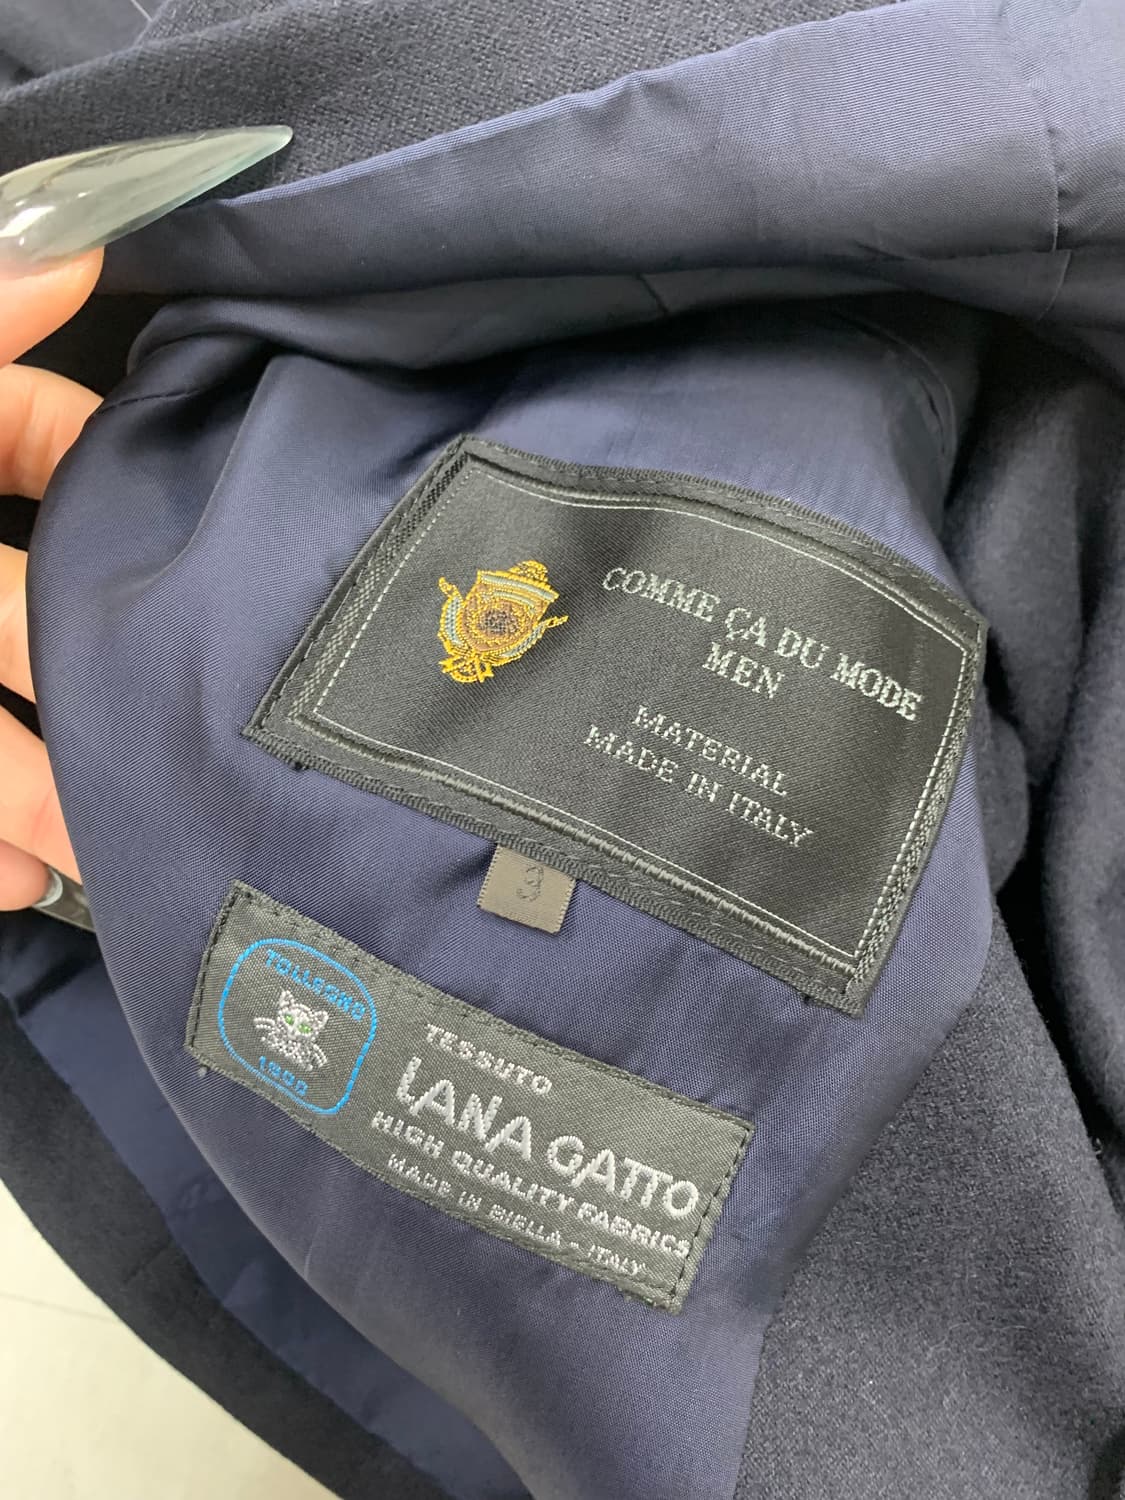 COMME ÇA DU MODE
MEN
MATERIAL
MADE IN ITALY
3
TOLLEGNO
1900
TESSUTO
LANA GATTO
HIGH QUALITY FABRICS
MADE IN BIELLA - ITALY